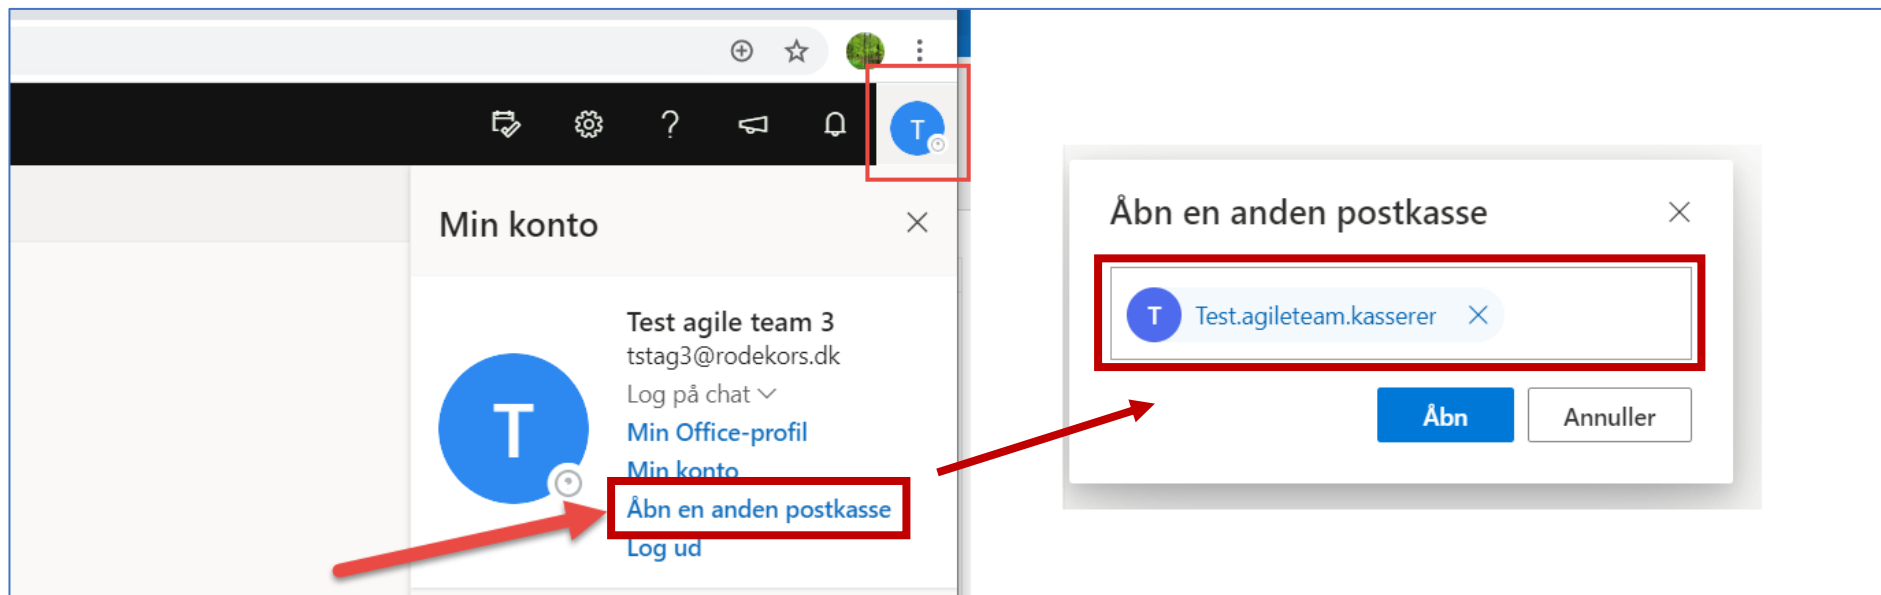 ?
T
Min konto
Test agile team 3
tstag3@rodekors.dk
Log på chat
T
Min Office-profil
Min konto
Åbn en anden postkasse
Log ud
Åbn en anden postkasse
T Test.agileteam.kasserer
Åbn Annuller